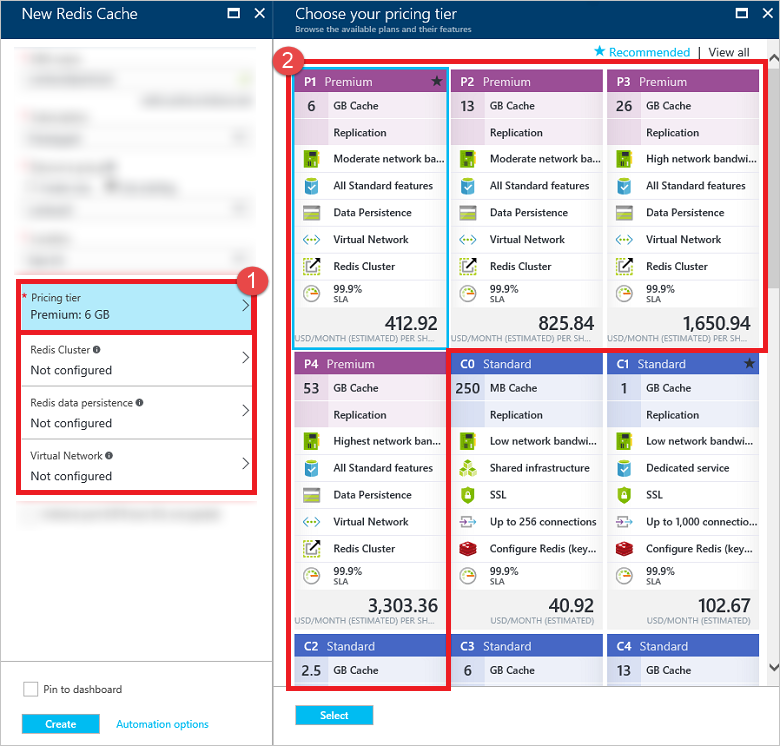 New Redis Cache
1
* Pricing tier
Premium: 6 GB
Redis Cluster
Not configured
Redis data persistence
Not configured
Virtual Network
Not configured
Pin to dashboard
Create Automation options
Choose your pricing tier
Browse the available plans and their features
★ Recommended | View all
2
P1 Premium ★
6 GB Cache
Replication
Moderate network ba...
All Standard features
Data Persistence
Virtual Network
Redis Cluster
99.9%
SLA
412.92
USD/MONTH (ESTIMATED) PER SH...
P2 Premium
13 GB Cache
Replication
Moderate network ba...
All Standard features
Data Persistence
Virtual Network
Redis Cluster
99.9%
SLA
825.84
USD/MONTH (ESTIMATED) PER SH...
P3 Premium
26 GB Cache
Replication
High network bandwi...
All Standard features
Data Persistence
Virtual Network
Redis Cluster
99.9%
SLA
1,650.94
USD/MONTH (ESTIMATED) PER SH...
P4 Premium
53 GB Cache
Replication
Highest network ban...
All Standard features
Data Persistence
Virtual Network
Redis Cluster
99.9%
SLA
3,303.36
USD/MONTH (ESTIMATED) PER SH...
C0 Standard
250 MB Cache
Replication
Low network bandwi...
Shared infrastructure
SSL
Up to 256 connections
Configure Redis (key...
99.9%
SLA
40.92
USD/MONTH (ESTIMATED)
C1 Standard ★
1 GB Cache
Replication
Low network bandwi...
Dedicated service
SSL
Up to 1,000 connectio...
Configure Redis (key...
99.9%
SLA
102.67
USD/MONTH (ESTIMATED)
C2 Standard
2.5 GB Cache
C3 Standard
6 GB Cache
C4 Standard
13 GB Cache
Select